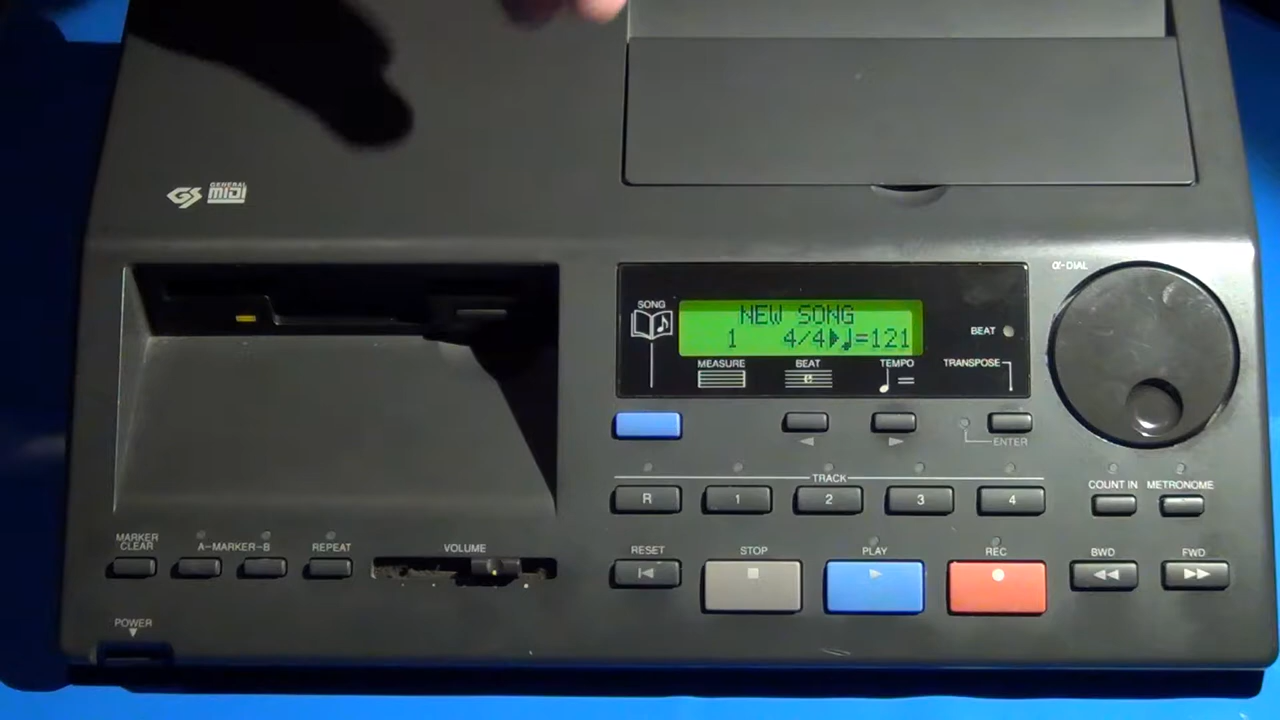 GS GENERAL MIDI
α-DIAL
SONG
NEW SONG
1 4/4 ♩=121
BEAT
MEASURE BEAT TEMPO TRANSPOSE
ENTER
TRACK
COUNT IN METRONOME
R 1 2 3 4
MARKER CLEAR
A-MARKER-B
REPEAT
VOLUME
RESET STOP PLAY REC BWD FWD
POWER